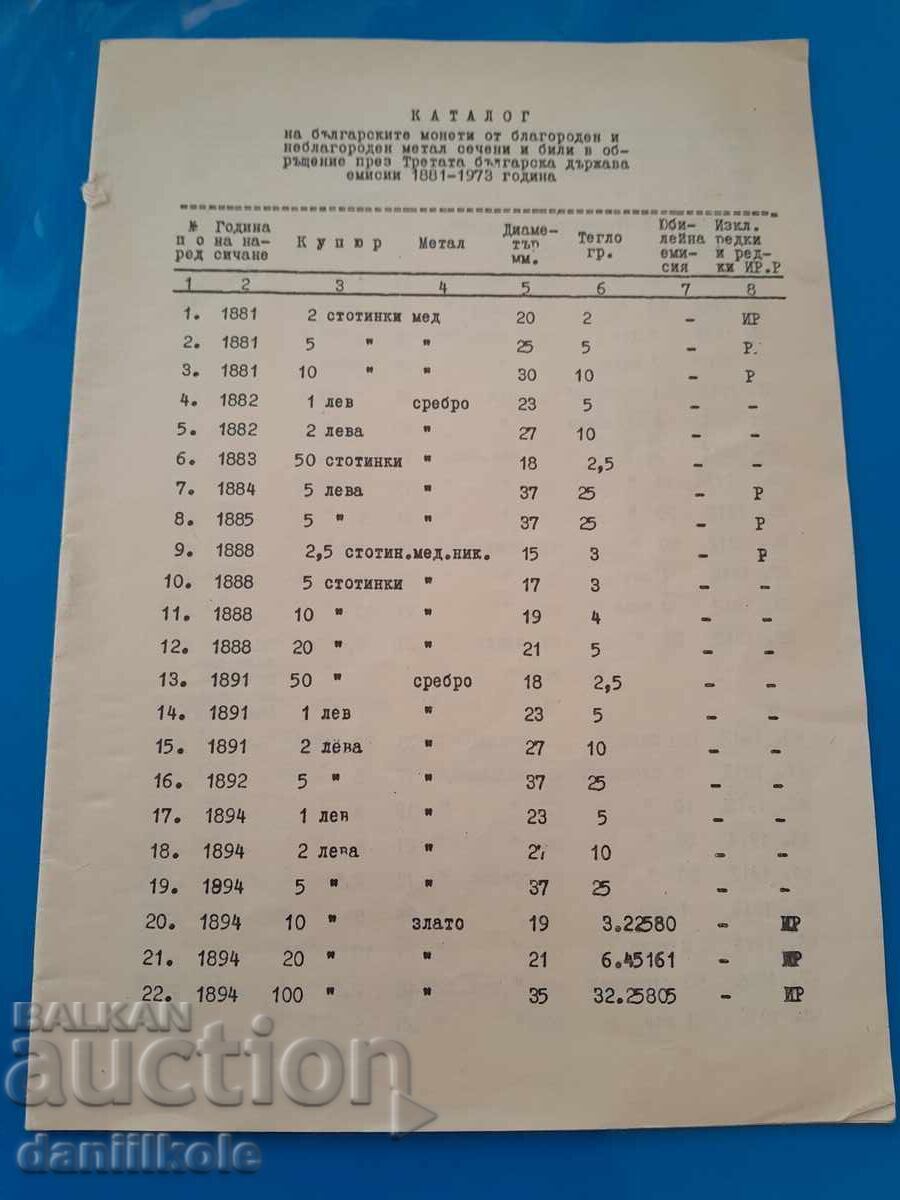 К А Т А Л О Г
на българските монети от благороден и
неблагороден метал сечени и били в об-
ръщение през Третата българска държава
емисии 1881-1973 година
№ по ред Година на на-сичане К у п ю р Метал Диаме-тър мм. Тегло гр. Юби-лейна еми-сия Изкл. редки и ред-ки ИР.Р
1 2 3 4 5 6 7 8
1. 1881 2 стотинки мед 20 2 - ИР
2. 1881 5 " " 25 5 - Р.
3. 1881 10 " " 30 10 - Р
4. 1882 1 лев сребро 23 5 - -
5. 1882 2 лева " 27 10 - -
6. 1883 50 стотинки " 18 2,5 - -
7. 1884 5 лева " 37 25 - Р
8. 1885 5 " " 37 25 - Р
9. 1888 2,5 стотин.мед.ник. 15 3 - Р
10. 1888 5 стотинки " 17 3 - -
11. 1888 10 " " 19 4 - -
12. 1888 20 " " 21 5 - -
13. 1891 50 " сребро 18 2,5 - -
14. 1891 1 лев " 23 5 - -
15. 1891 2 лева " 27 10 - -
16. 1892 5 " " 37 25 - -
17. 1894 1 лев " 23 5 - -
18. 1894 2 лева " 27 10 - -
19. 1894 5 " " 37 25 - -
20. 1894 10 " злато 19 3.22580 - ИР
21. 1894 20 " " 21 6.45161 - ИР
22. 1894 100 " " 35 32.25805 - ИР
BALKAN
auction
daniilkole